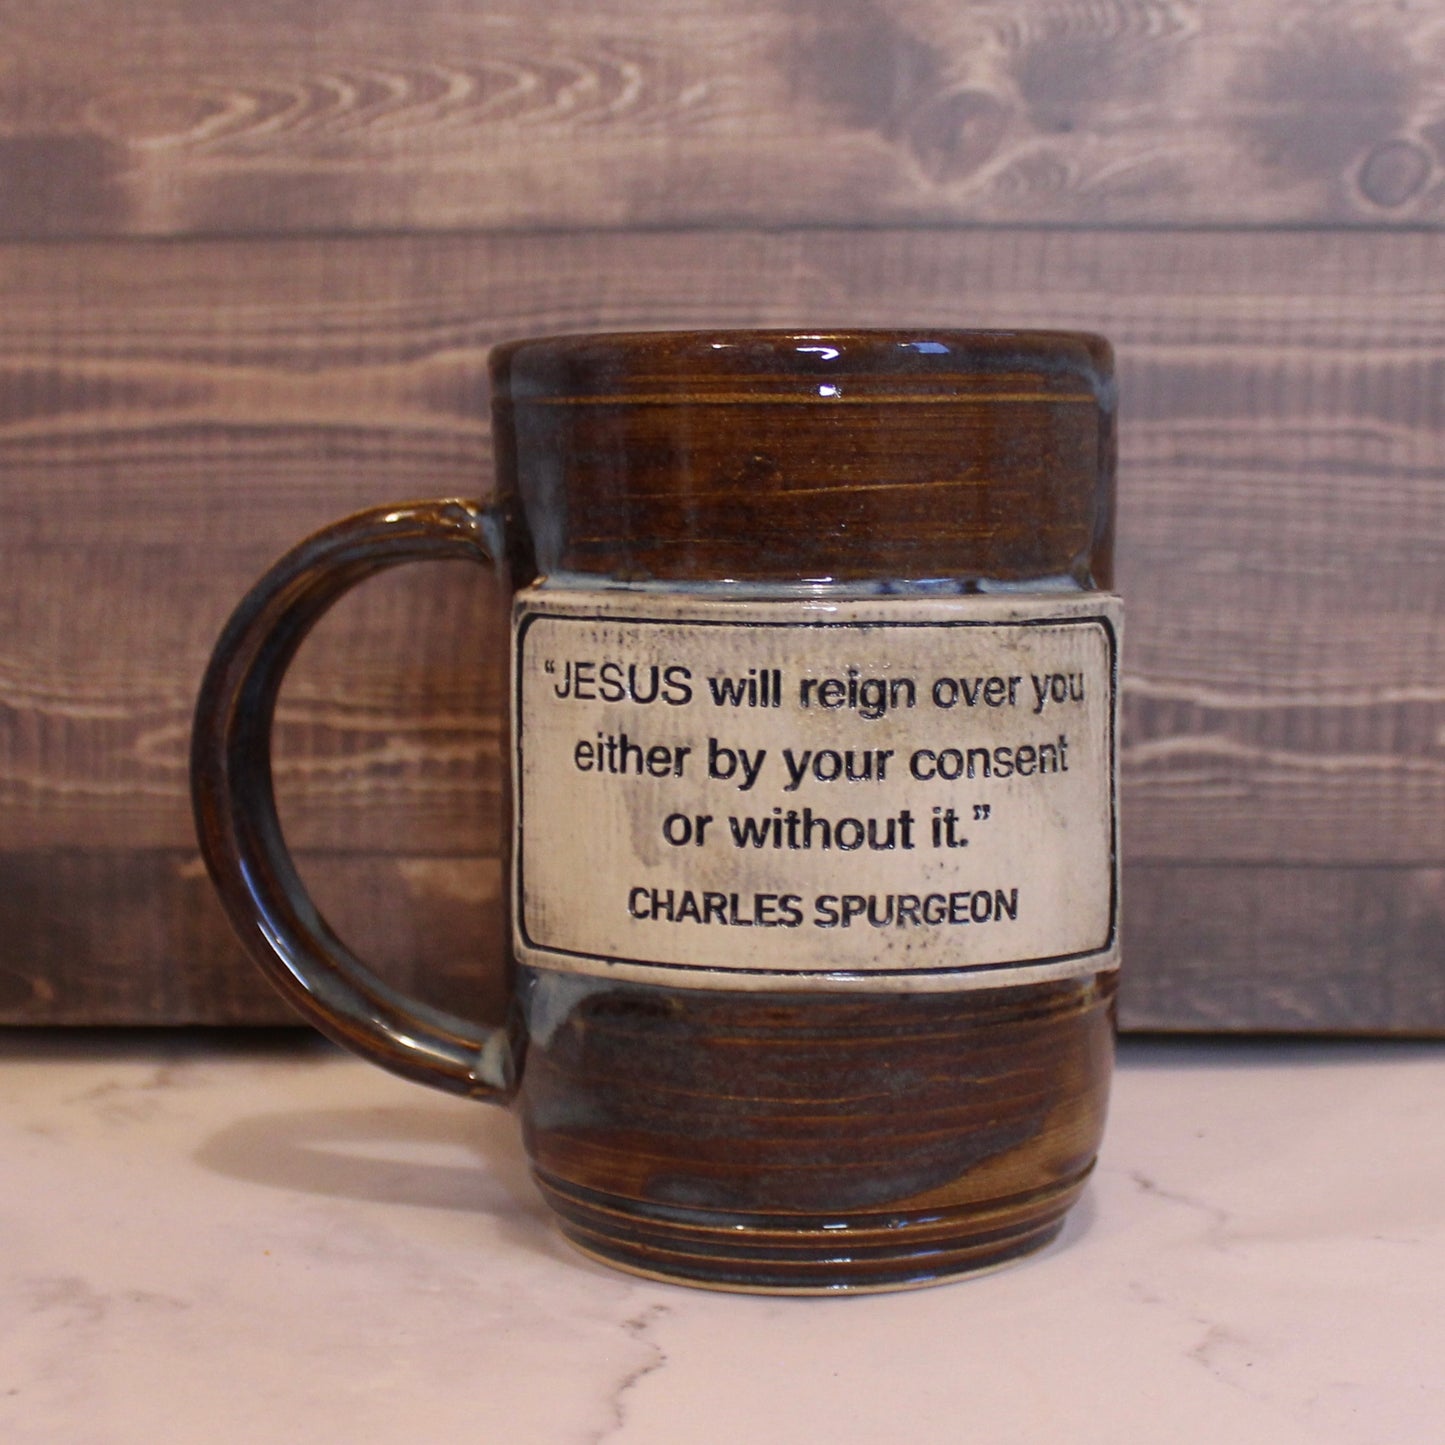 “JESUS will reign over you
either by your consent
or without it.”
CHARLES SPURGEON